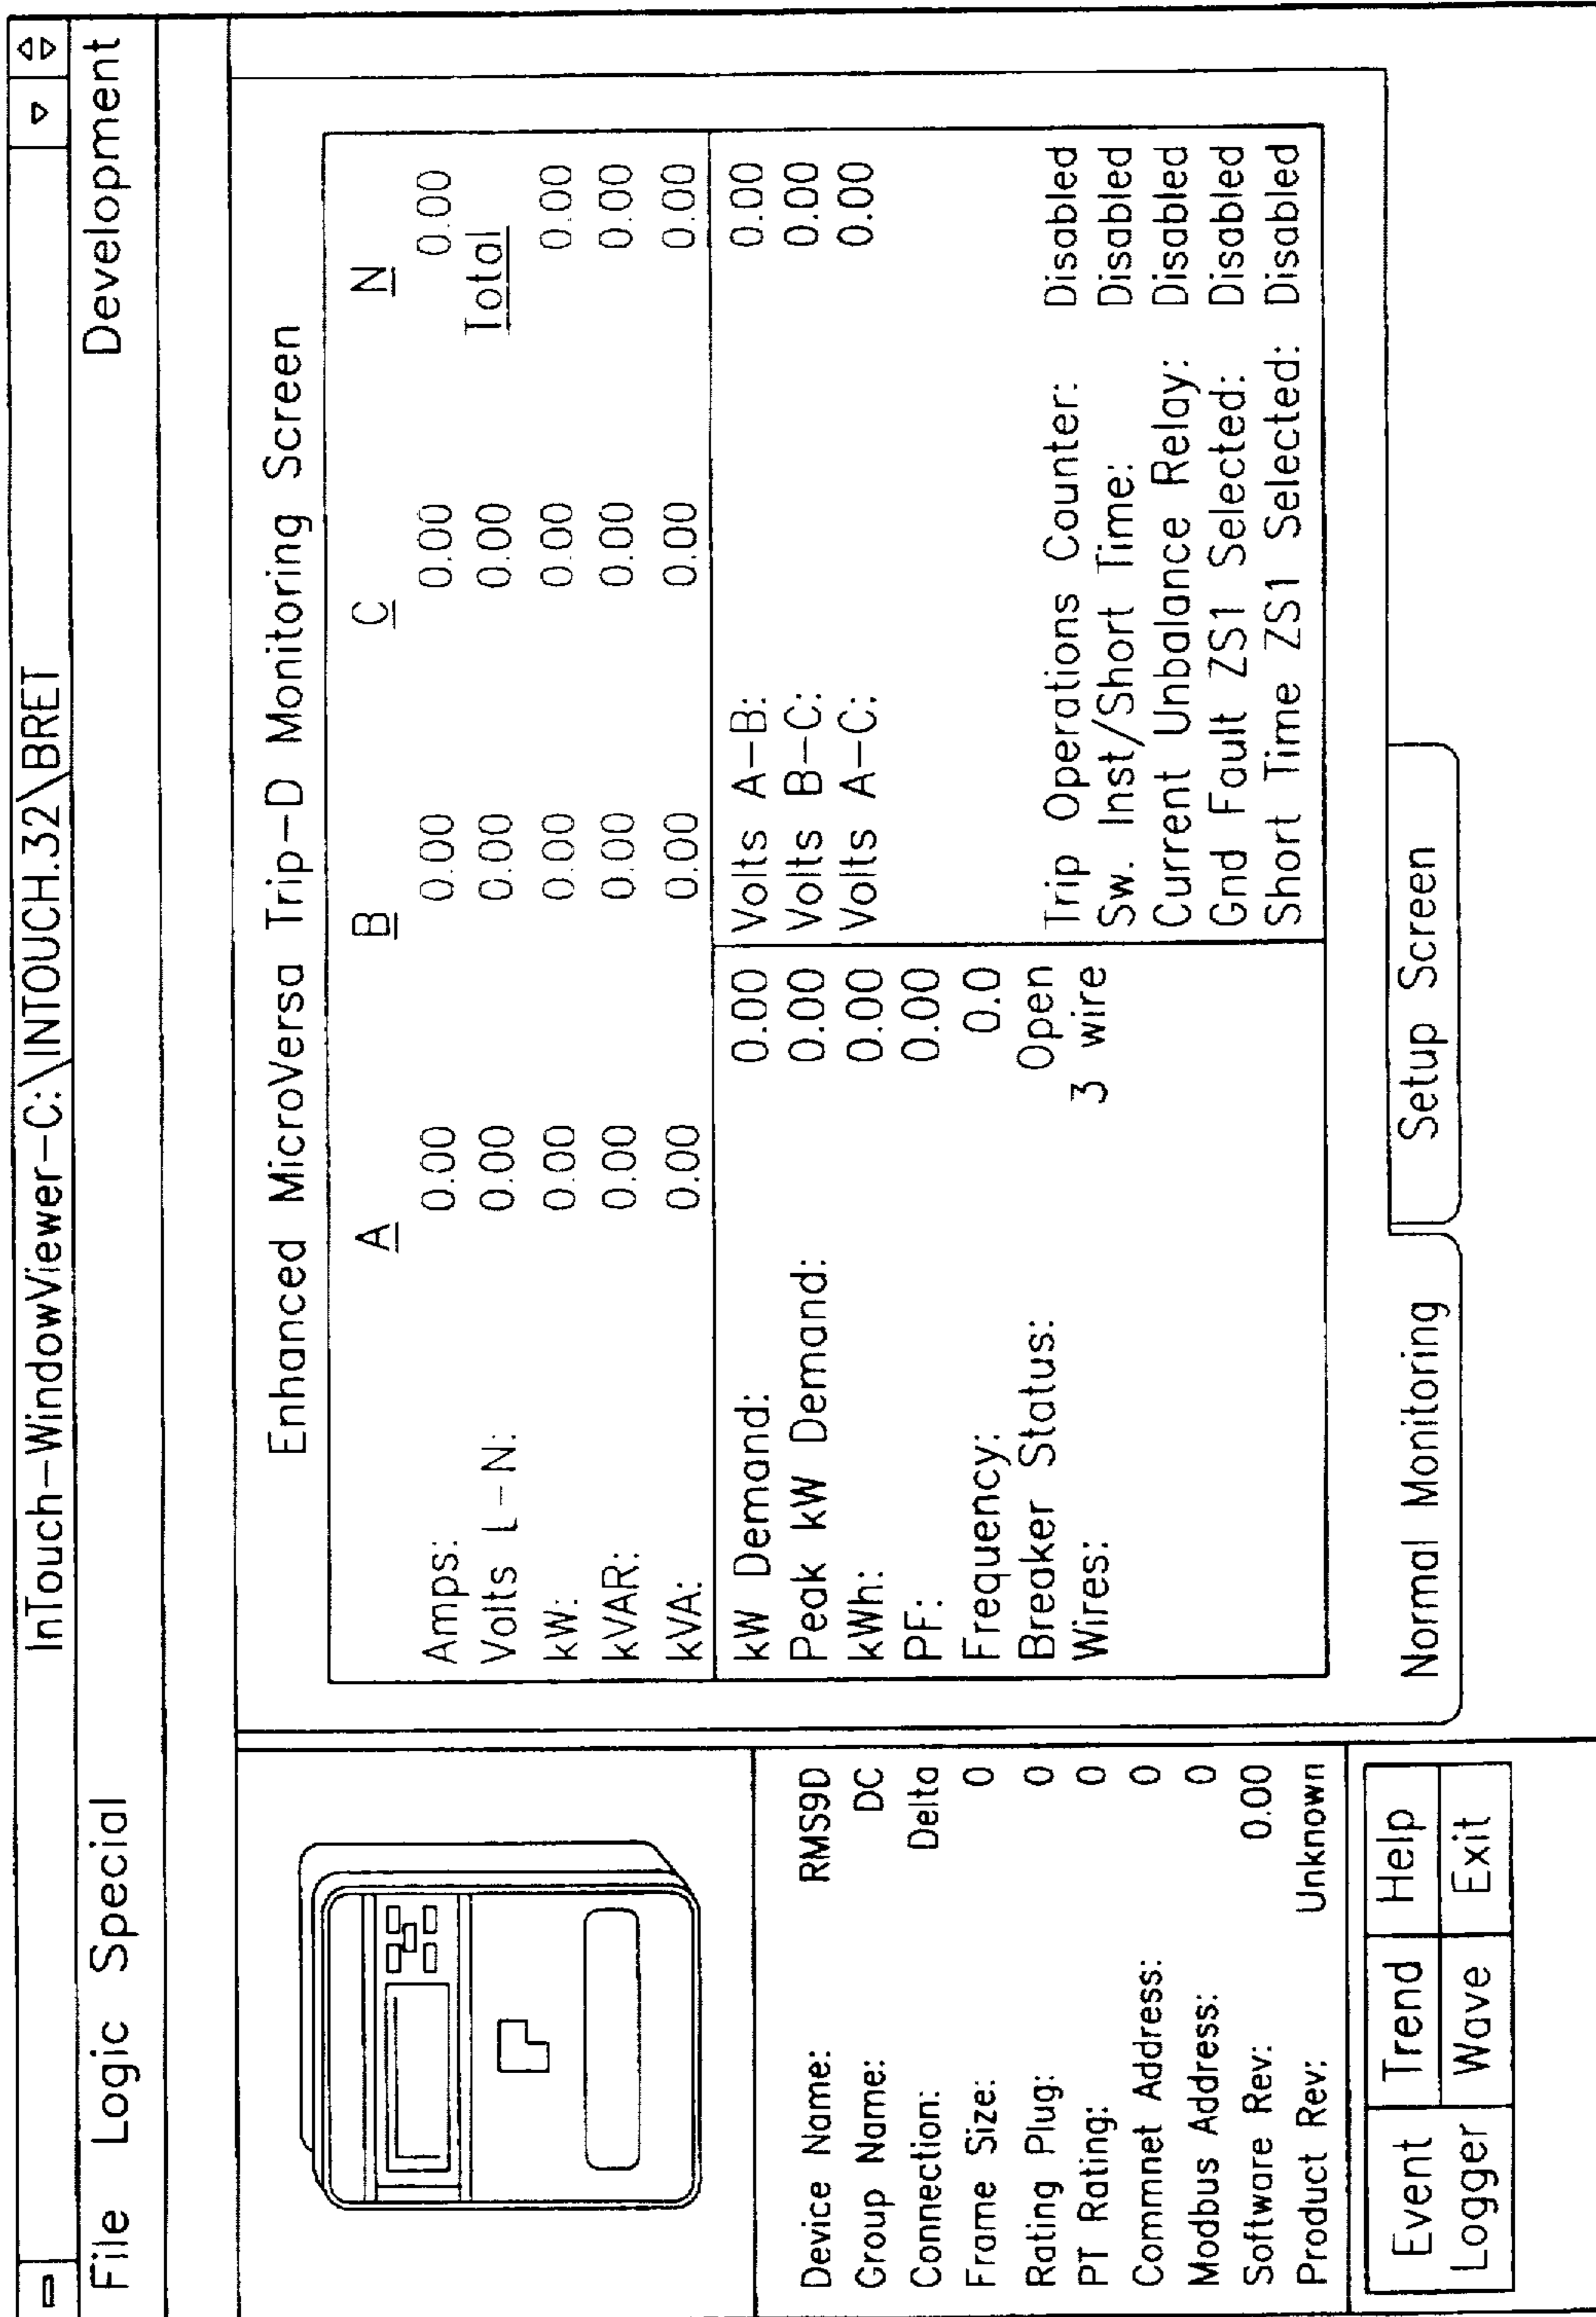 InTouch-WindowViewer-C:\INTOUCH.32\BRET
File Logic Special Development
Enhanced MicroVersa Trip-D Monitoring Screen
A B C N
Amps: 0.00 0.00 0.00 0.00
Volts L-N: 0.00 0.00 0.00 Total
kW: 0.00 0.00 0.00 0.00
kVAR: 0.00 0.00 0.00 0.00
kVA: 0.00 0.00 0.00 0.00
kW Demand: 0.00
Peak kW Demand: 0.00
kWh: 0.00
PF: 0.00
Frequency: 0.0
Breaker Status: Open
Wires: 3 wire
Volts A-B: 0.00
Volts B-C: 0.00
Volts A-C: 0.00
Trip Operations Counter: Disabled
Sw. Inst/Short Time: Disabled
Current Unbalance Relay: Disabled
Gnd Fault ZS1 Selected: Disabled
Short Time ZS1 Selected: Disabled
Normal Monitoring Setup Screen
Device Name: RMS9D
Group Name: DC
Connection: Delta
Frame Size: 0
Rating Plug: 0
PT Rating: 0
Commnet Address: 0
Modbus Address: 0
Software Rev: 0.00
Product Rev: Unknown
Event Logger
Trend
Help
Wave
Exit